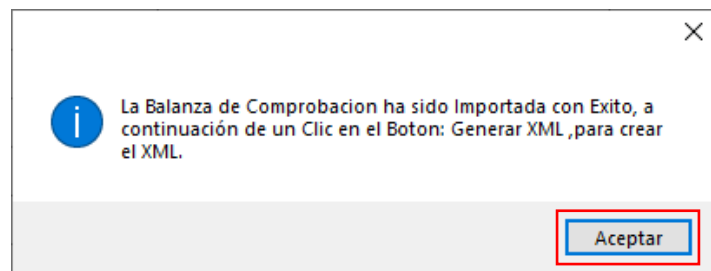 La Balanza de Comprobacion ha sido Importada con Exito, a
continuación de un Clic en el Boton: Generar XML ,para crear
el XML.
Aceptar